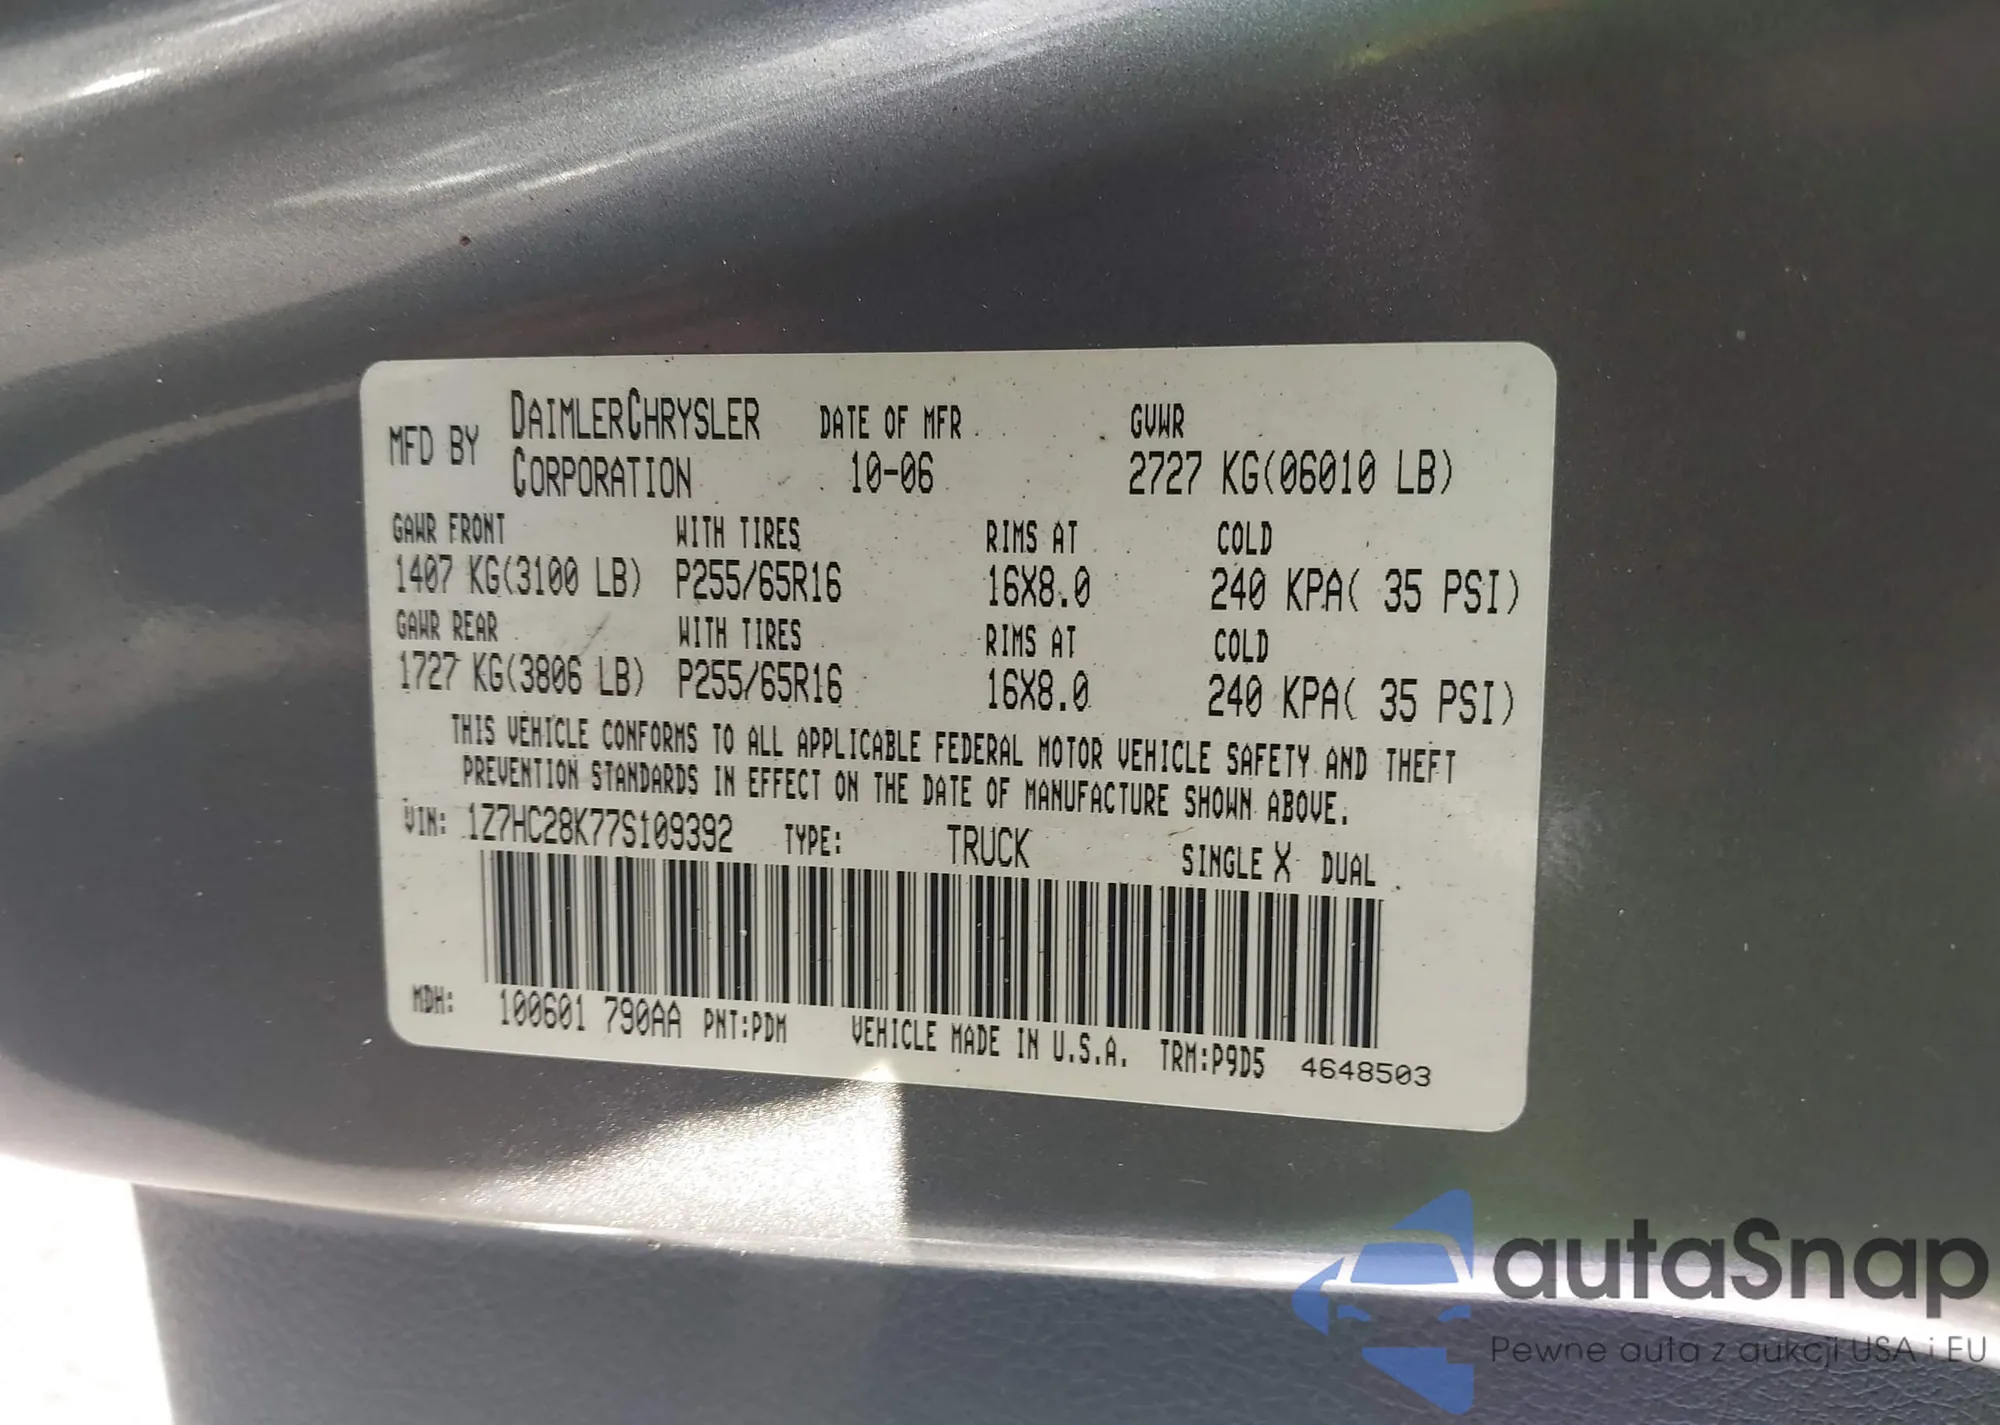 MFD BY DAIMLERCHRYSLER CORPORATION DATE OF MFR 10-06 GVWR 2727 KG(06010 LB)
GAWR FRONT WITH TIRES RIMS AT COLD
1407 KG(3100 LB) P255/65R16 16X8.0 240 KPA( 35 PSI)
GAWR REAR WITH TIRES RIMS AT COLD
1727 KG(3806 LB) P255/65R16 16X8.0 240 KPA( 35 PSI)
THIS VEHICLE CONFORMS TO ALL APPLICABLE FEDERAL MOTOR VEHICLE SAFETY AND THEFT
PREVENTION STANDARDS IN EFFECT ON THE DATE OF MANUFACTURE SHOWN ABOVE.
VIN: 1Z7HC28K77S109392 TYPE: TRUCK SINGLE X DUAL
MDH: 100601 790AA PNT:PDM VEHICLE MADE IN U.S.A. TRM:P9D5 4648503
autaSnap
Pewne auta z aukcji USA i EU